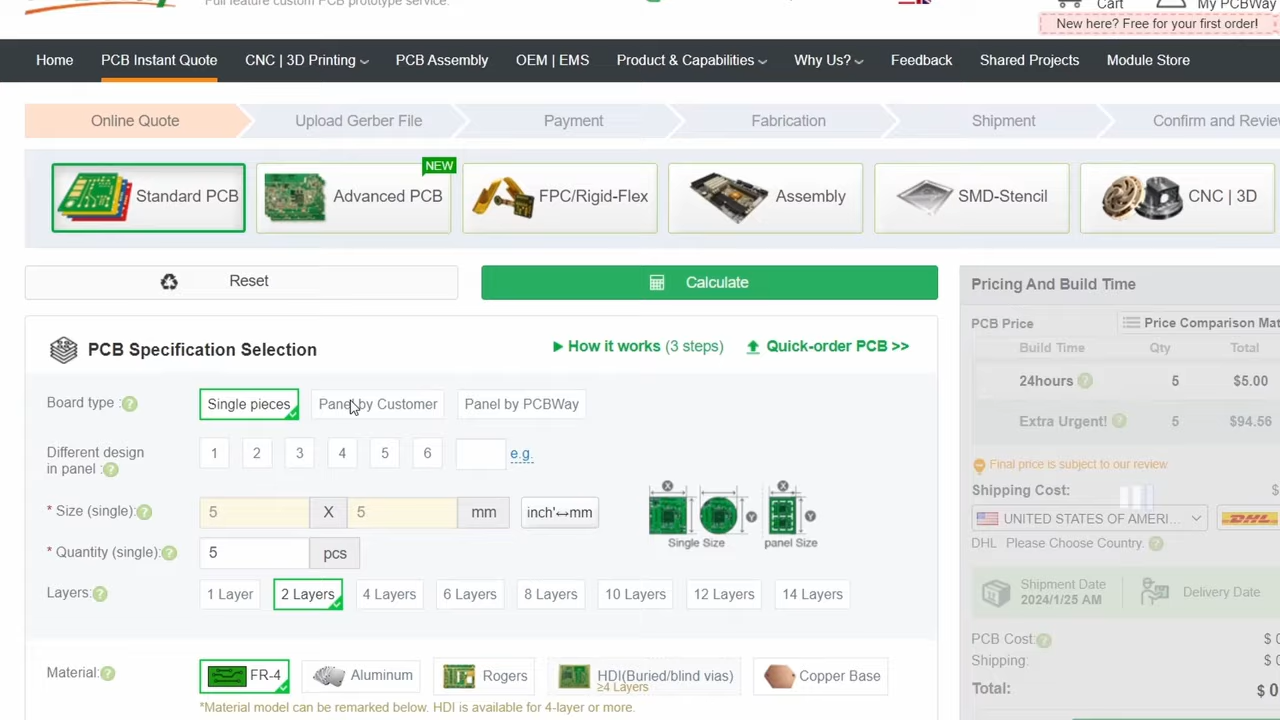 Full feature custom PCB prototype service.
Cart
My PCBWay
New here? Free for your first order!
Home PCB Instant Quote CNC | 3D Printing PCB Assembly OEM | EMS Product & Capabilities Why Us? Feedback Shared Projects Module Store
Online Quote Upload Gerber File Payment Fabrication Shipment Confirm and Revie
NEW
Standard PCB Advanced PCB FPC/Rigid-Flex Assembly SMD-Stencil CNC | 3D
Reset Calculate
PCB Specification Selection How it works (3 steps) Quick-order PCB >>
Board type : ? Single pieces Panel by Customer Panel by PCBWay
Different design
in panel : ? 1 2 3 4 5 6 e.g.
* Size (single): ? 5 X 5 mm inch'↔mm
X X
Y Y
Single Size panel Size
* Quantity (single): ? 5 pcs
Layers: ? 1 Layer 2 Layers 4 Layers 6 Layers 8 Layers 10 Layers 12 Layers 14 Layers
Material: ? FR-4 Aluminum Rogers HDI(Buried/blind vias) Copper Base
≥4 Layers
*Material model can be remarked below. HDI is available for 4-layer or more.
Pricing And Build Time
PCB Price Price Comparison Mat
Build Time Qty Total
24hours ? 5 $5.00
Extra Urgent! ? 5 $94.56
Final price is subject to our review
Shipping Cost: $
UNITED STATES OF AMERI... DHL
DHL Please Choose Country. ?
Shipment Date
2024/1/25 AM
Delivery Date
PCB Cost: ? $ 0
Shipping: $ 0
Total: $ 0